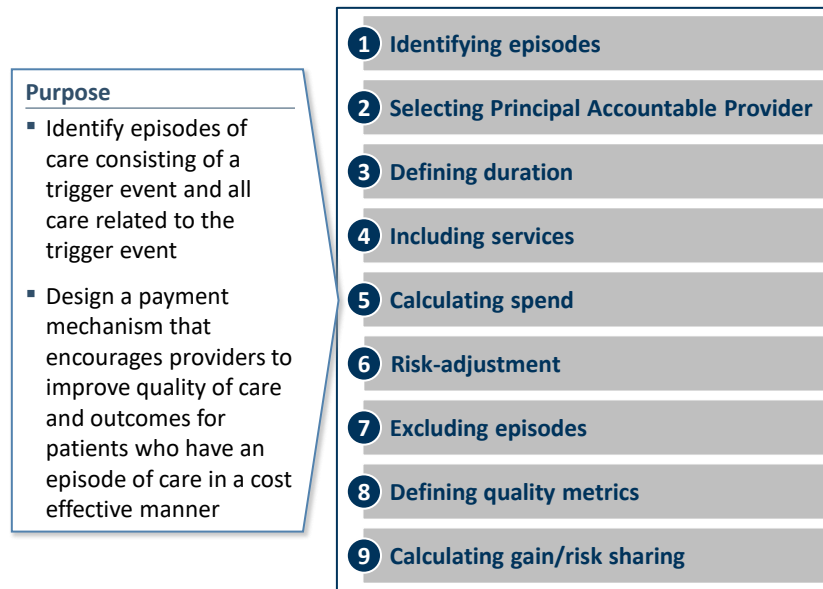 Purpose
▪ Identify episodes of
care consisting of a
trigger event and all
care related to the
trigger event
▪ Design a payment
mechanism that
encourages providers to
improve quality of care
and outcomes for
patients who have an
episode of care in a cost
effective manner
1 Identifying episodes
2 Selecting Principal Accountable Provider
3 Defining duration
4 Including services
5 Calculating spend
6 Risk-adjustment
7 Excluding episodes
8 Defining quality metrics
9 Calculating gain/risk sharing